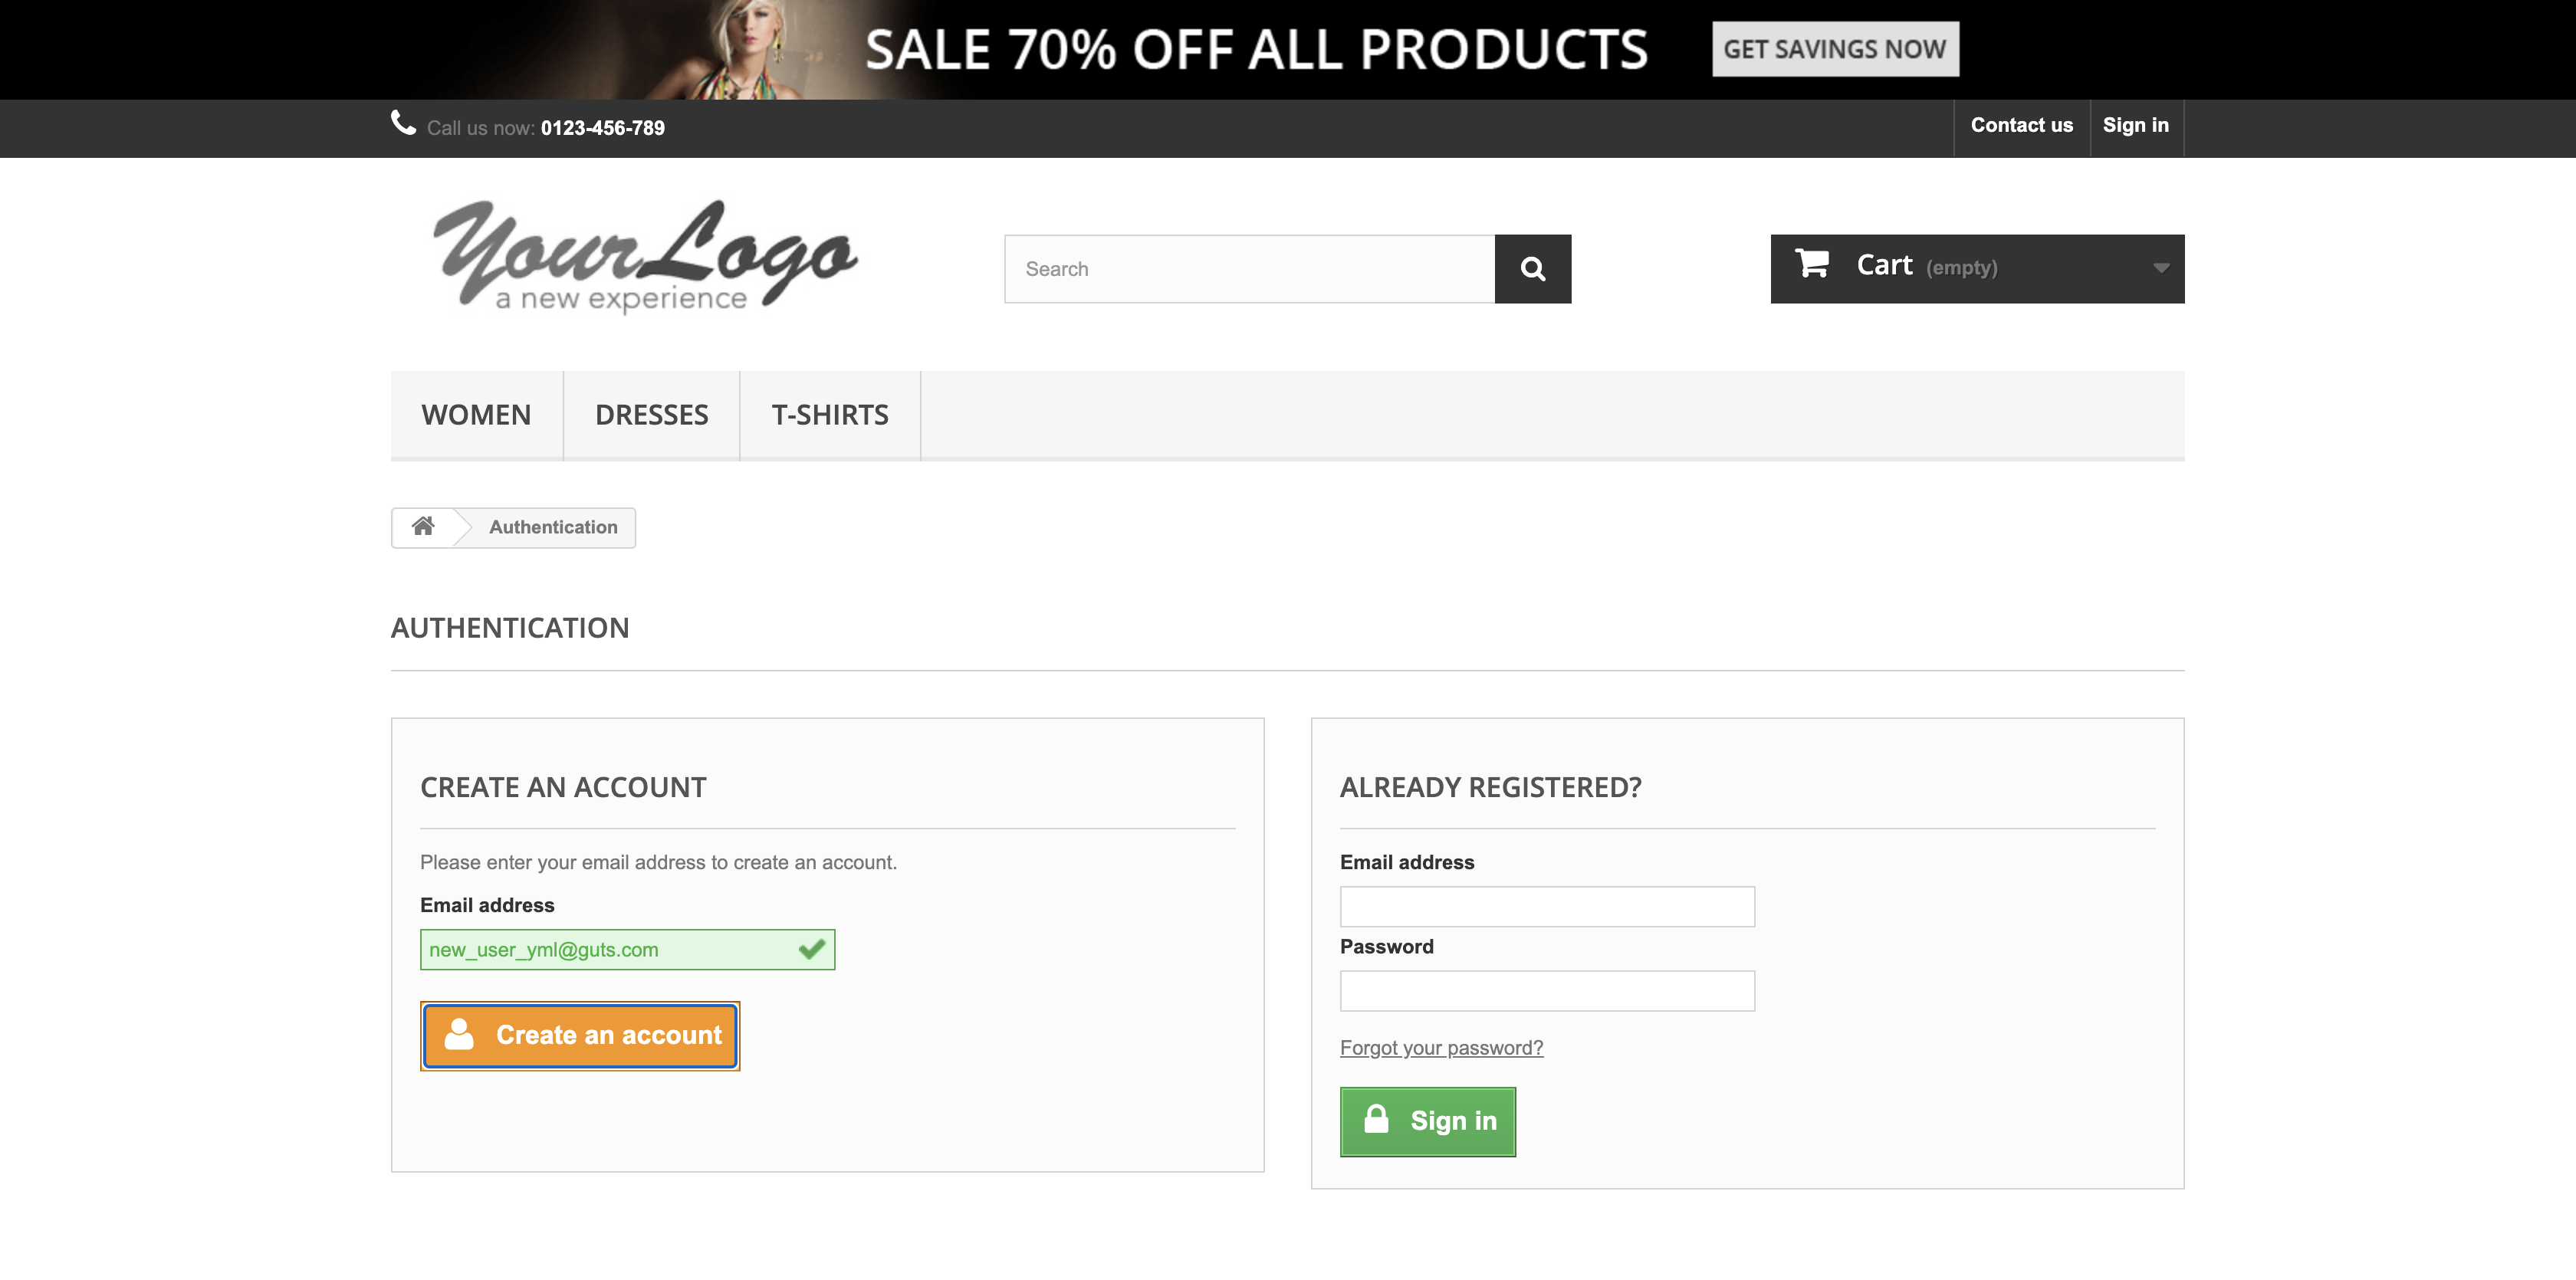 SALE 70% OFF ALL PRODUCTS
GET SAVINGS NOW
Call us now: 0123-456-789
Contact us
Sign in
Your Logo
a new experience
Search
Cart (empty)
WOMEN
DRESSES
T-SHIRTS
Authentication
AUTHENTICATION
CREATE AN ACCOUNT
Please enter your email address to create an account.
Email address
new_user_yml@guts.com
Create an account
ALREADY REGISTERED?
Email address
Password
Forgot your password?
Sign in